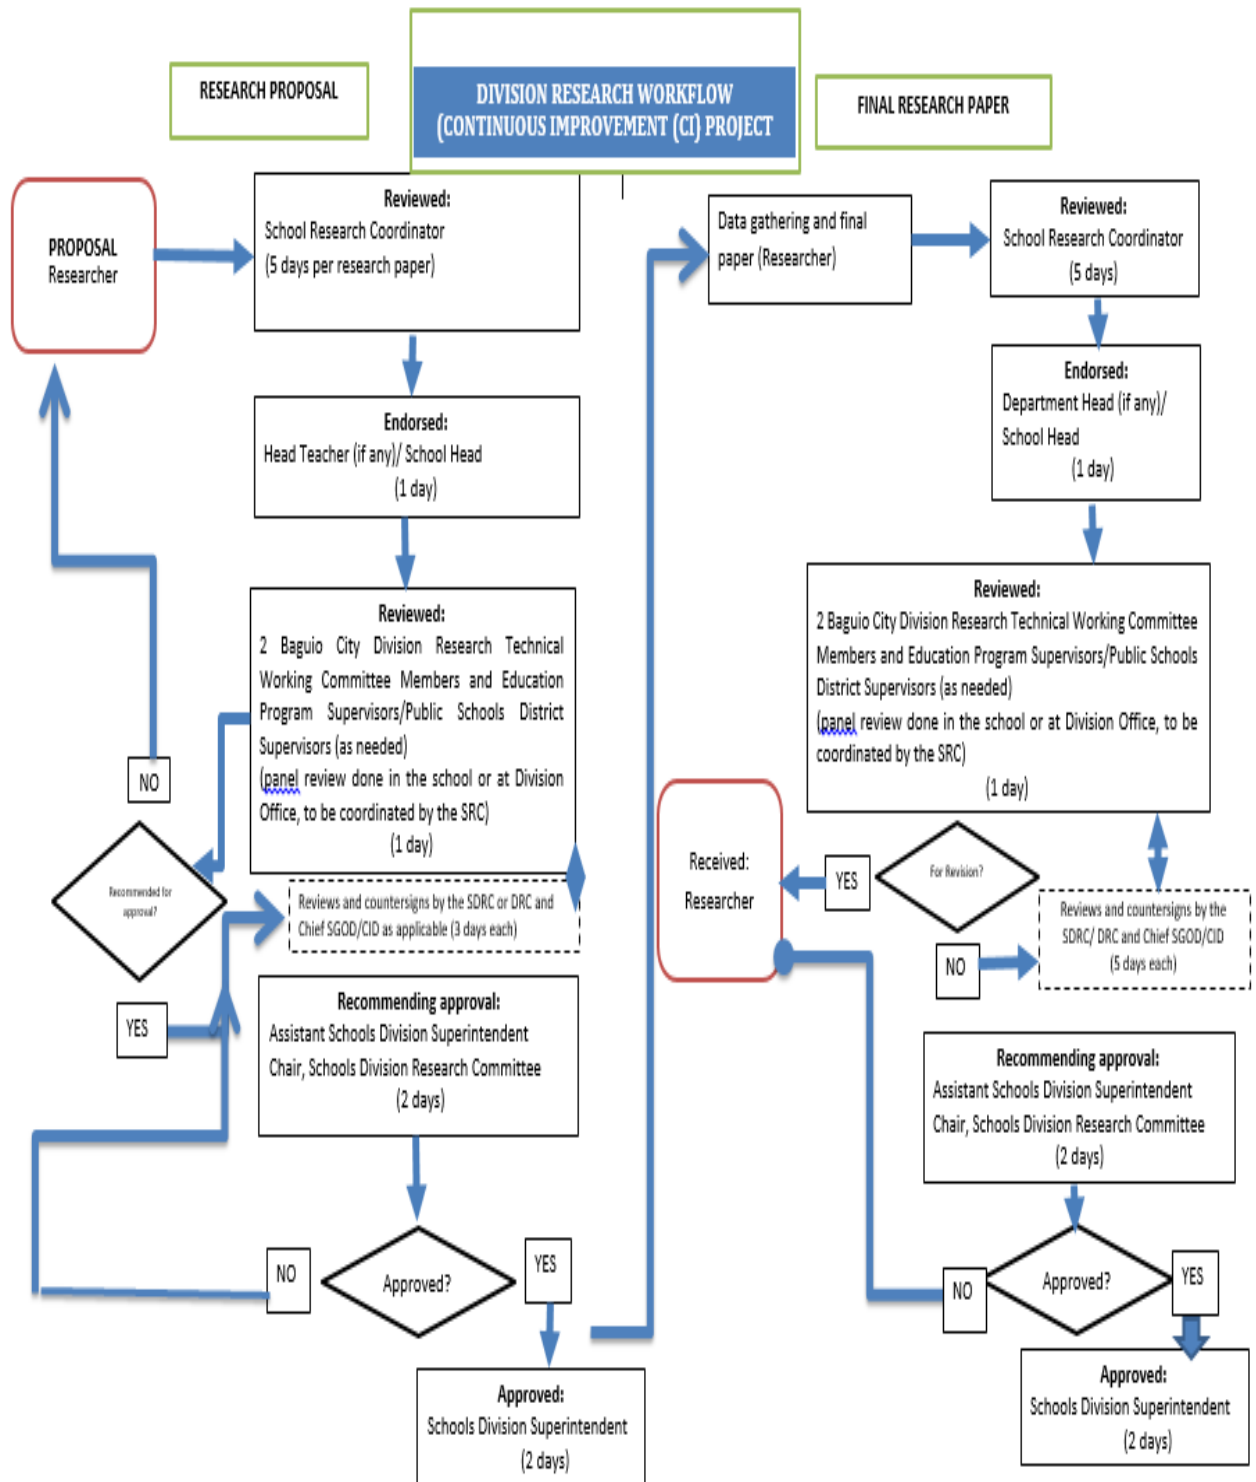 DIVISION RESEARCH WORKFLOW
(CONTINUOUS IMPROVEMENT (CI) PROJECT
RESEARCH PROPOSAL
PROPOSAL
Researcher
Reviewed:
School Research Coordinator
(5 days per research paper)
Endorsed:
Head Teacher (if any)/ School Head
(1 day)
Reviewed:
2 Baguio City Division Research Technical
Working Committee Members and Education
Program Supervisors/Public Schools District
Supervisors (as needed)
(panel review done in the school or at Division
Office, to be coordinated by the SRC)
(1 day)
NO
Recommended for
approval?
YES
Reviews and countersigns by the SDRC or DRC and
Chief SGOD/CID as applicable (3 days each)
Recommending approval:
Assistant Schools Division Superintendent
Chair, Schools Division Research Committee
(2 days)
NO
Approved?
YES
Approved:
Schools Division Superintendent
(2 days)
FINAL RESEARCH PAPER
Data gathering and final
paper (Researcher)
Reviewed:
School Research Coordinator
(5 days)
Endorsed:
Department Head (if any)/
School Head
(1 day)
Reviewed:
2 Baguio City Division Research Technical Working Committee
Members and Education Program Supervisors/Public Schools
District Supervisors (as needed)
(panel review done in the school or at Division Office, to be
coordinated by the SRC)
(1 day)
Received:
Researcher
YES
For Revision?
NO
Reviews and countersigns by the
SDRC/ DRC and Chief SGOD/CID
(5 days each)
Recommending approval:
Assistant Schools Division Superintendent
Chair, Schools Division Research Committee
(2 days)
NO
Approved?
YES
Approved:
Schools Division Superintendent
(2 days)